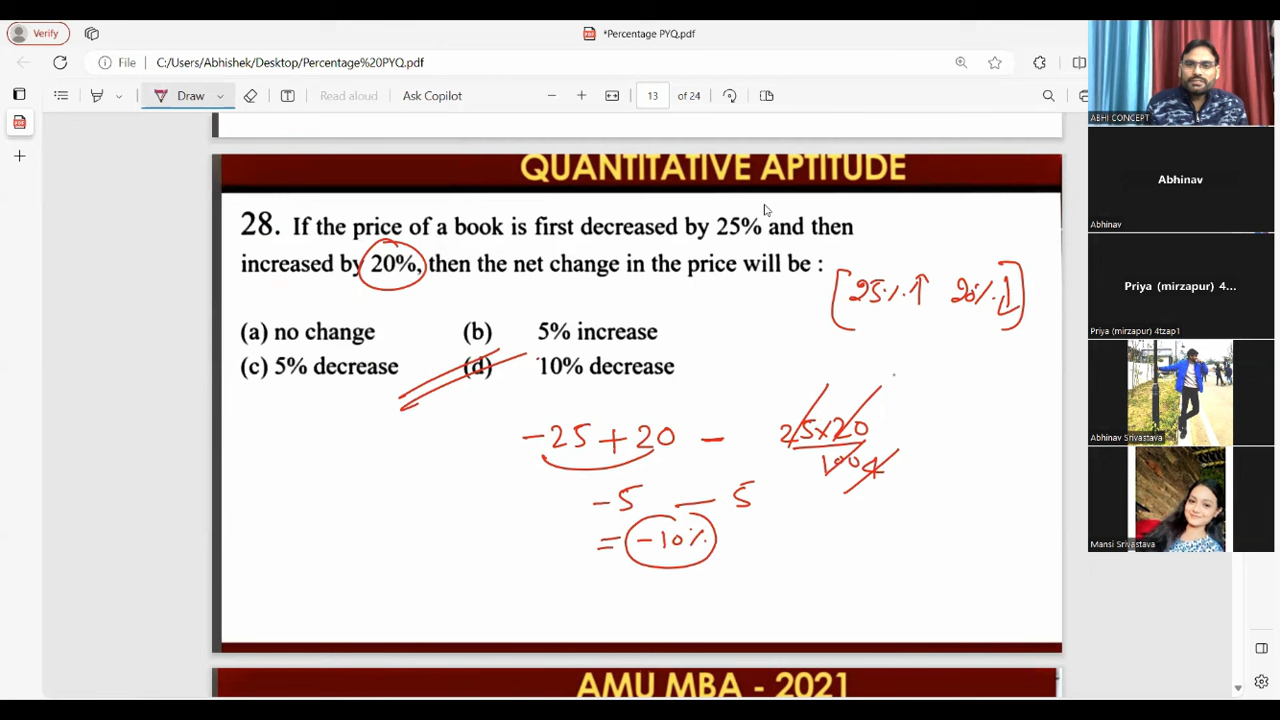 Verify
*Percentage PYQ.pdf
File
C:/Users/Abhishek/Desktop/Percentage%20PYQ.pdf
Draw
Read aloud
Ask Copilot
13
of 24
QUANTITATIVE APTITUDE
28. If the price of a book is first decreased by 25% and then
increased by 20%, then the net change in the price will be :
[25%↑ 20%↓]
(a) no change (b) 5% increase
(c) 5% decrease (d) 10% decrease
-25+20 - 25×20
100
-5 — 5
= -10%
AMU MBA - 2021
ABHI CONCEPT
Abhinav
Abhinav
Priya (mirzapur) 4...
Priya (mirzapur) 4tzap1
Abhinav Srivastava
Mansi Srivastava